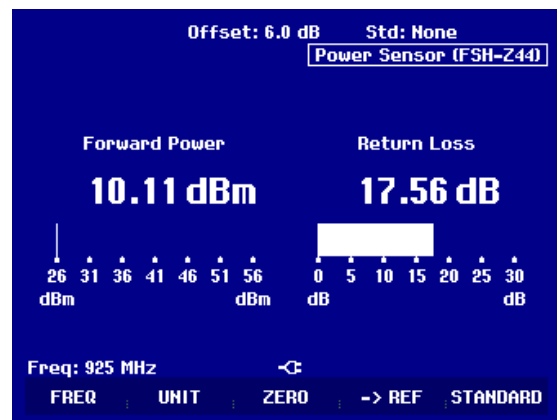 Offset: 6.0 dB Std: None
Power Sensor (FSH-Z44)
Forward Power Return Loss
10.11 dBm 17.56 dB
26 31 36 41 46 51 56 0 5 10 15 20 25 30
dBm dBm dB dB
Freq: 925 MHz
FREQ UNIT ZERO -> REF STANDARD